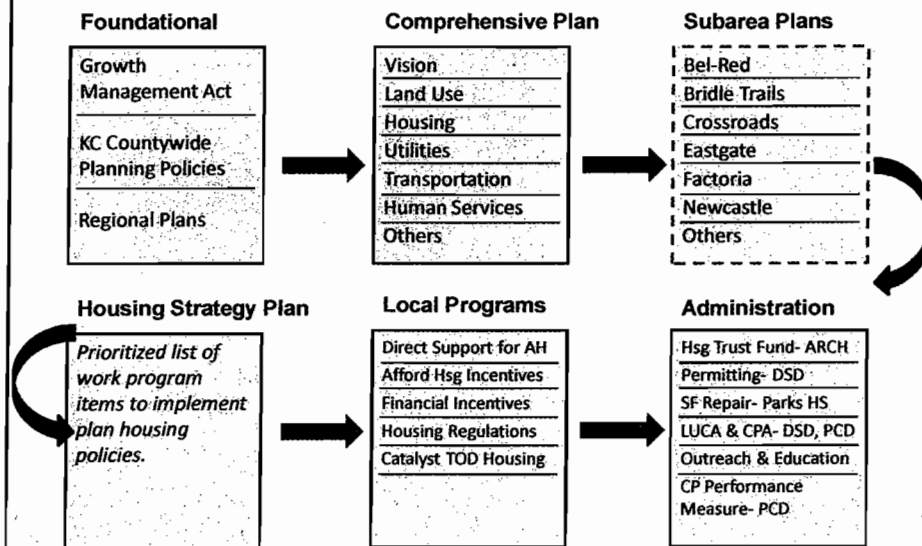 Foundational
Growth
Management Act
KC Countywide
Planning Policies
Regional Plans
Comprehensive Plan
Vision
Land Use
Housing
Utilities
Transportation
Human Services
Others
Subarea Plans
Bel-Red
Bridle Trails
Crossroads
Eastgate
Factoria
Newcastle
Others
Housing Strategy Plan
Prioritized list of
work program
items to implement
plan housing
policies.
Local Programs
Direct Support for AH
Afford Hsg Incentives
Financial Incentives
Housing Regulations
Catalyst TOD Housing
Administration
Hsg Trust Fund- ARCH
Permitting- DSD
SF Repair- Parks HS
LUCA & CPA- DSD, PCD
Outreach & Education
CP Performance
Measure- PCD